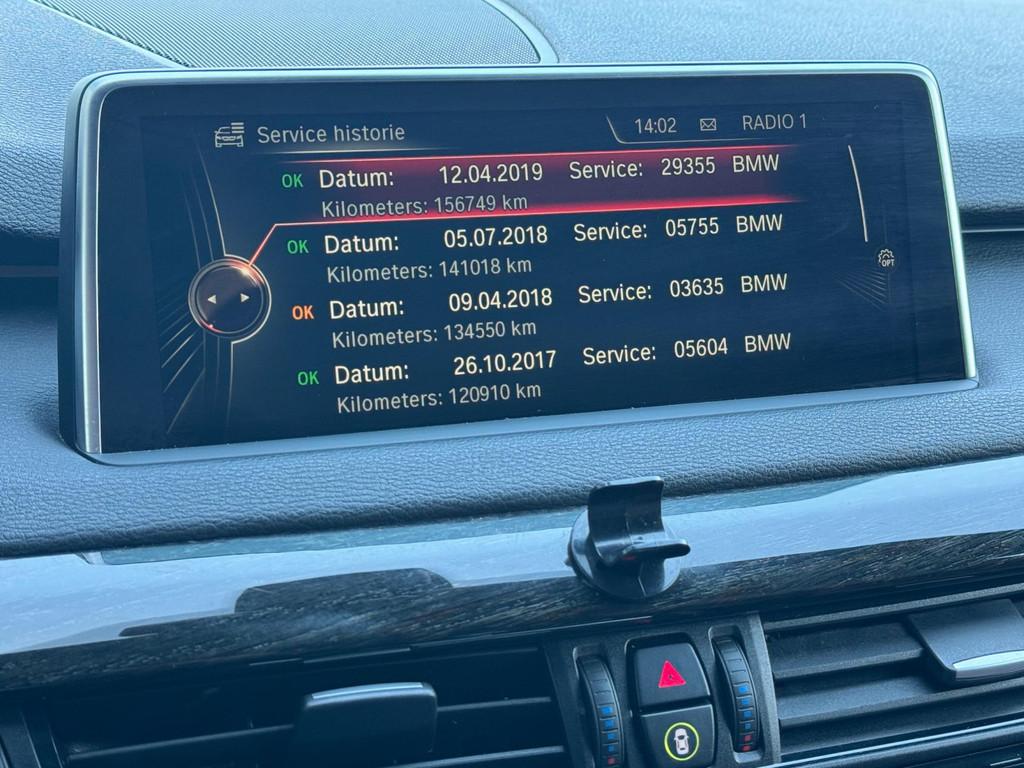 Service historie 14:02 RADIO 1
OK Datum: 12.04.2019 Service: 29355 BMW
Kilometers: 156749 km
OK Datum: 05.07.2018 Service: 05755 BMW
Kilometers: 141018 km
OK Datum: 09.04.2018 Service: 03635 BMW
Kilometers: 134550 km
OK Datum: 26.10.2017 Service: 05604 BMW
Kilometers: 120910 km
OPT